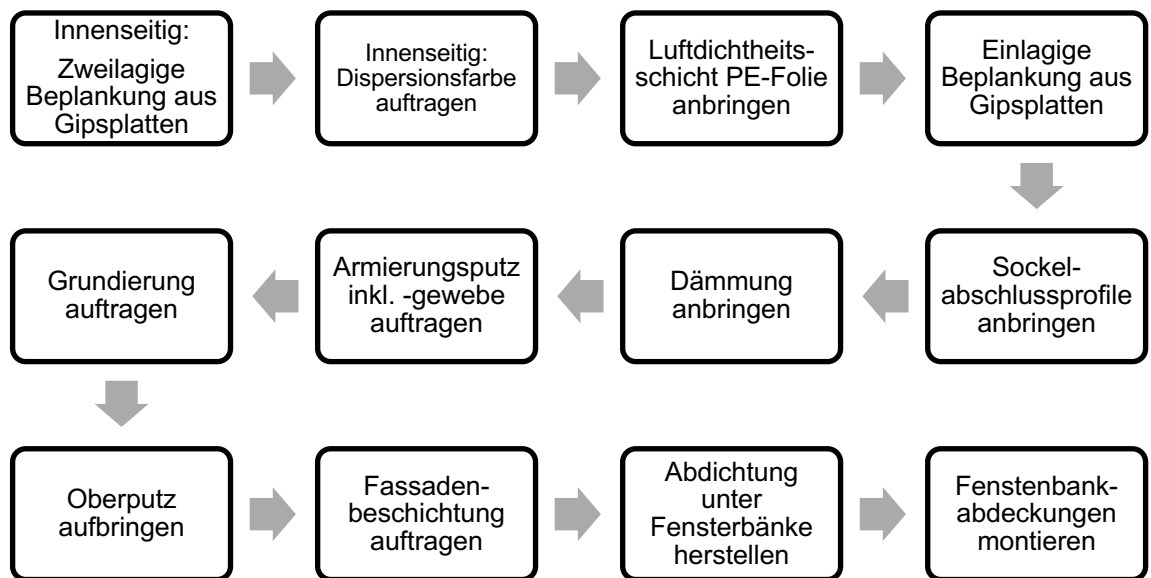 Innenseitig:
Zweilagige
Beplankung aus
Gipsplatten
Innenseitig:
Dispersionsfarbe
auftragen
Luftdichtheits-
schicht PE-Folie
anbringen
Einlagige
Beplankung aus
Gipsplatten
Sockel-
abschlussprofile
anbringen
Dämmung
anbringen
Armierungsputz
inkl. -gewebe
auftragen
Grundierung
auftragen
Oberputz
aufbringen
Fassaden-
beschichtung
auftragen
Abdichtung
unter
Fensterbänke
herstellen
Fenstenbank-
abdeckungen
montieren